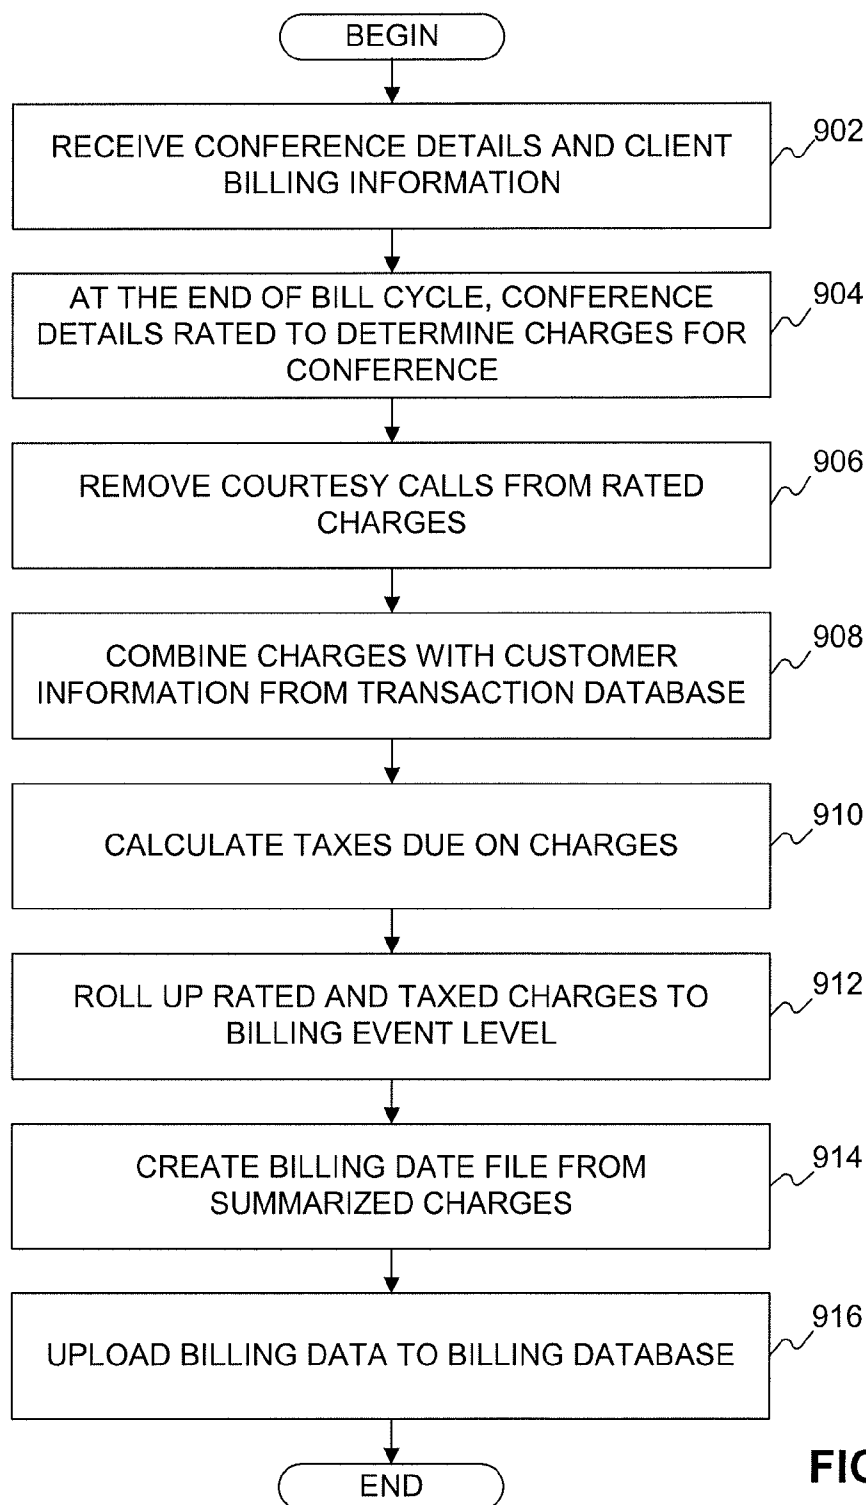 BEGIN
RECEIVE CONFERENCE DETAILS AND CLIENT
BILLING INFORMATION
902
AT THE END OF BILL CYCLE, CONFERENCE
DETAILS RATED TO DETERMINE CHARGES FOR
CONFERENCE
904
REMOVE COURTESY CALLS FROM RATED
CHARGES
906
COMBINE CHARGES WITH CUSTOMER
INFORMATION FROM TRANSACTION DATABASE
908
CALCULATE TAXES DUE ON CHARGES
910
ROLL UP RATED AND TAXED CHARGES TO
BILLING EVENT LEVEL
912
CREATE BILLING DATE FILE FROM
SUMMARIZED CHARGES
914
UPLOAD BILLING DATA TO BILLING DATABASE
916
END